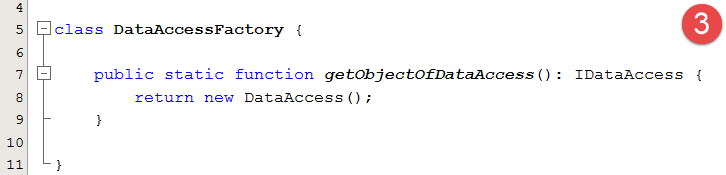 4
5 class DataAccessFactory {
3
6
7 public static function getObjectOfDataAccess(): IDataAccess {
8 return new DataAccess();
9 }
10
11 }